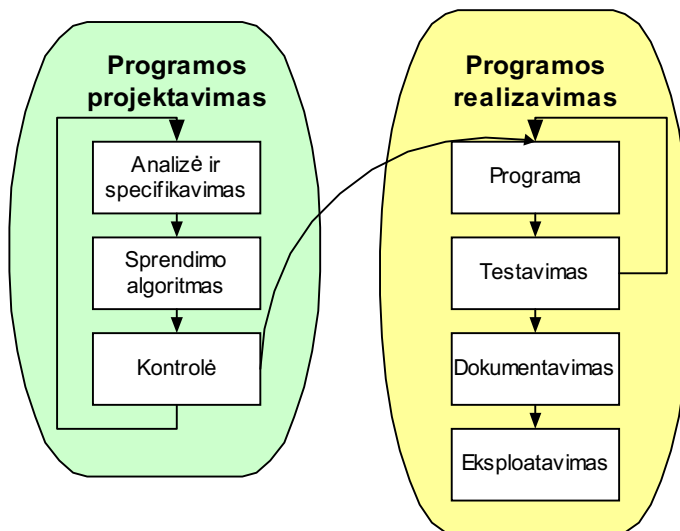 Programos
projektavimas
Analizė ir
specifikavimas
Sprendimo
algoritmas
Kontrolė
Programos
realizavimas
Programa
Testavimas
Dokumentavimas
Eksploatavimas